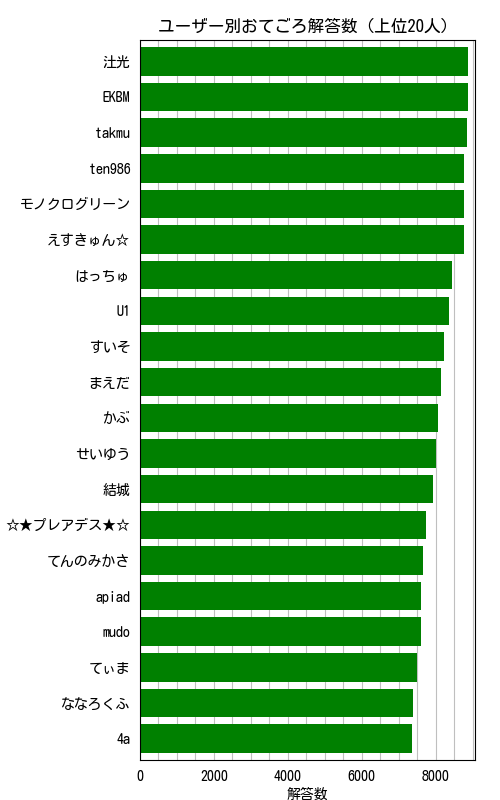 ユーザー別おてごろ解答数（上位20人）
汢光
EKBM
takmu
ten986
モノクログリーン
えすきゅん☆
はっちゅ
U1
すいそ
まえだ
かぶ
せいゆう
結城
☆★プレアデス★☆
てんのみかさ
apiad
mudo
てぃま
ななろくふ
4a
0 2000 4000 6000 8000
解答数